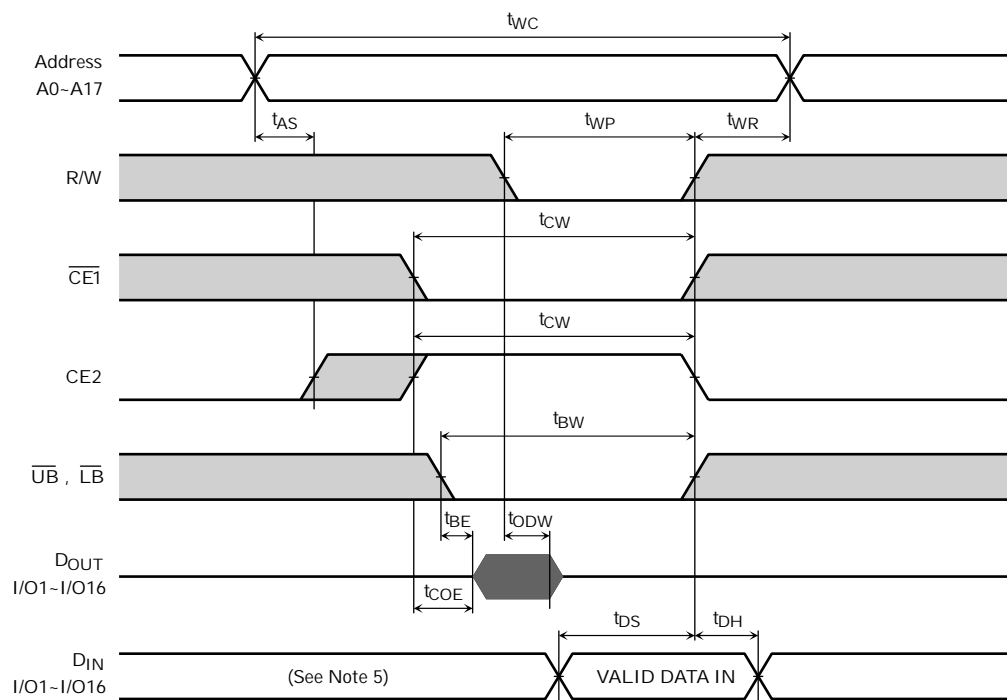 tWC
Address
A0~A17
tAS
tWP
tWR
R/W
tCW
CE1
tCW
CE2
tBW
UB , LB
tBE
tODW
DOUT
I/O1~I/O16
tCOE
tDS
tDH
DIN
I/O1~I/O16
(See Note 5)
VALID DATA IN